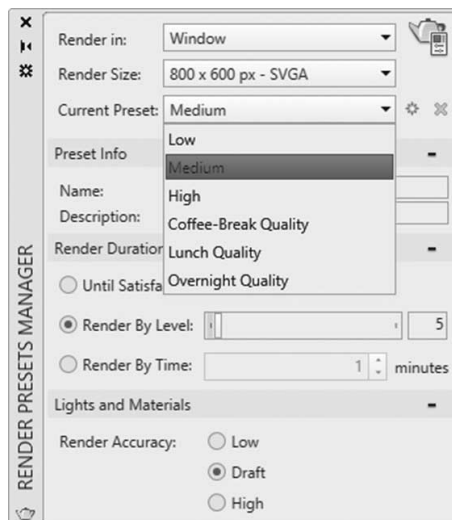 RENDER PRESETS MANAGER
Render in: Window
Render Size: 800 x 600 px - SVGA
Current Preset: Medium
Low
Medium
High
Coffee-Break Quality
Lunch Quality
Overnight Quality
Preset Info
Name:
Description:
Render Duration
Until Satisfa
Render By Level: 5
Render By Time: 1 minutes
Lights and Materials
Render Accuracy: Low
Draft
High